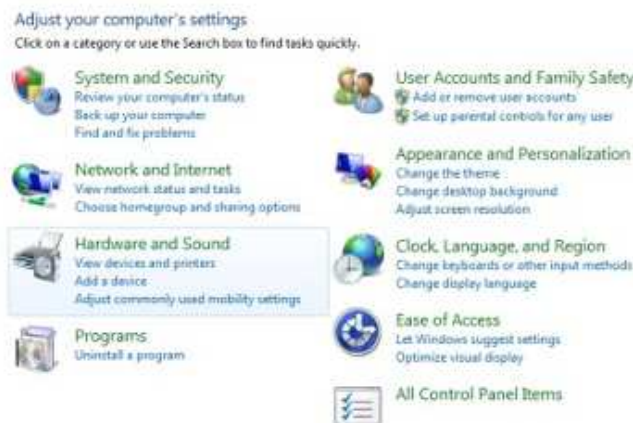 Adjust your computer's settings
Click on a category or use the Search box to find tasks quickly.
System and Security
Review your computer's status
Back up your computer
Find and fix problems
Network and Internet
View network status and tasks
Choose homegroup and sharing options
Hardware and Sound
View devices and printers
Add a device
Adjust commonly used mobility settings
Programs
Uninstall a program
User Accounts and Family Safety
Add or remove user accounts
Set up parental controls for any user
Appearance and Personalization
Change the theme
Change desktop background
Adjust screen resolution
Clock, Language, and Region
Change keyboards or other input methods
Change display language
Ease of Access
Let Windows suggest settings
Optimize visual display
All Control Panel Items